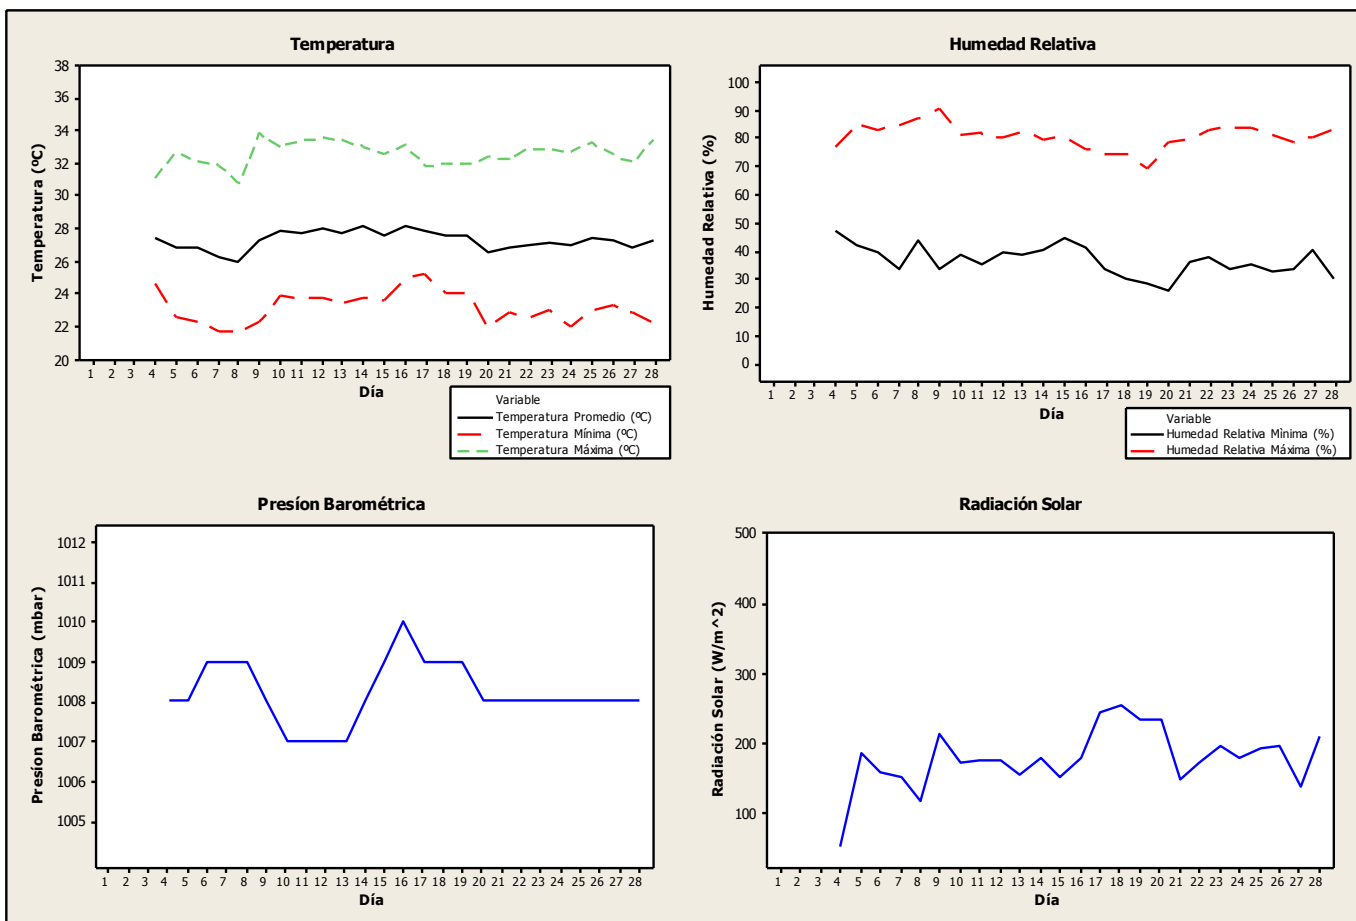 Temperatura
38
36
34
32
30
28
26
24
22
20
Temperatura (ºC)
1 2 3 4 5 6 7 8 9 10 11 12 13 14 15 16 17 18 19 20 21 22 23 24 25 26 27 28
Día
Variable
Temperatura Promedio (ºC)
Temperatura Mínima (ºC)
Temperatura Máxima (ºC)
Humedad Relativa
100
90
80
70
60
50
40
30
20
10
0
Humedad Relativa (%)
1 2 3 4 5 6 7 8 9 10 11 12 13 14 15 16 17 18 19 20 21 22 23 24 25 26 27 28
Día
Variable
Humedad Relativa Mìnima (%)
Humedad Relativa Máxima (%)
Presíon Barométrica
1012
1011
1010
1009
1008
1007
1006
1005
Presíon Barométrica (mbar)
1 2 3 4 5 6 7 8 9 10 11 12 13 14 15 16 17 18 19 20 21 22 23 24 25 26 27 28
Día
Radiación Solar
500
400
300
200
100
Radiación Solar (W/m^2)
1 2 3 4 5 6 7 8 9 10 11 12 13 14 15 16 17 18 19 20 21 22 23 24 25 26 27 28
Día